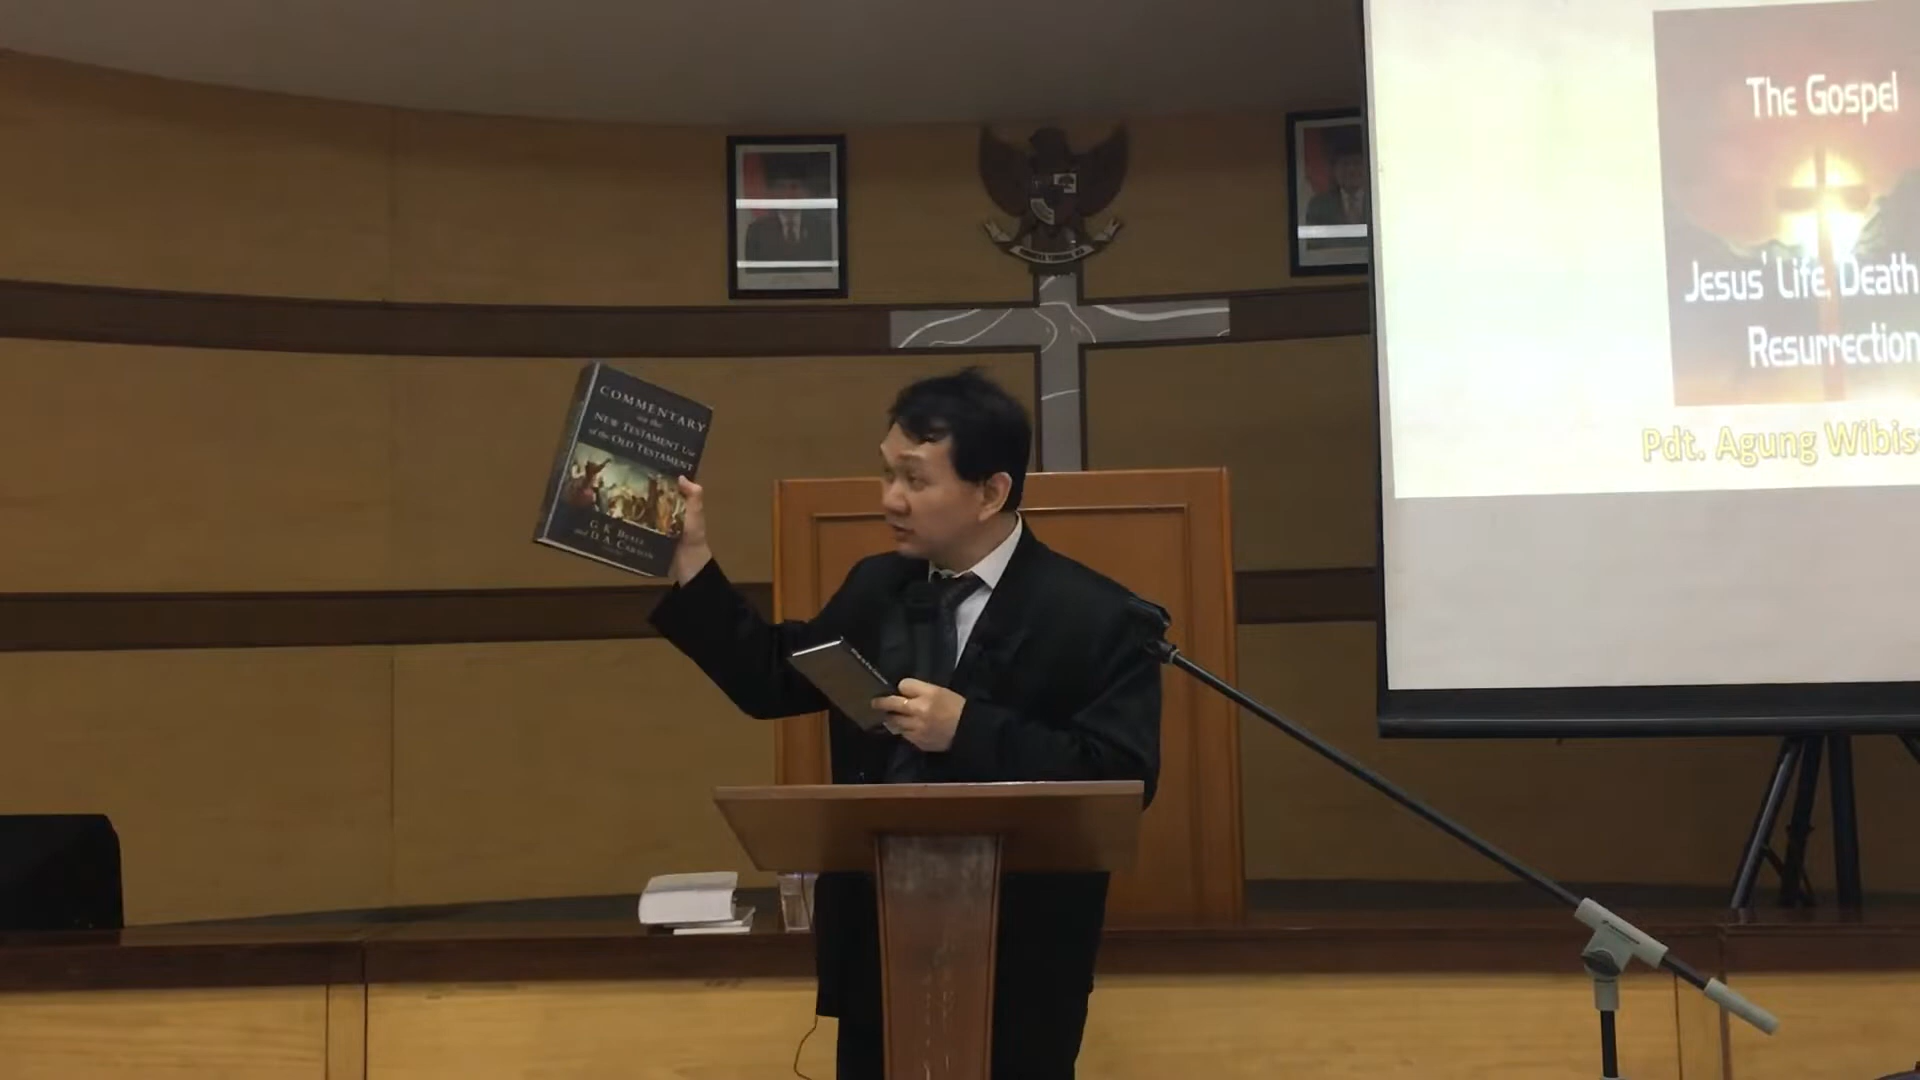 COMMENTARY
on the
NEW TESTAMENT Use
of the OLD TESTAMENT
G. K. BEALE
and D. A. CARSON
The Gospel
Jesus' Life, Death
Resurrection
Pdt. Agung